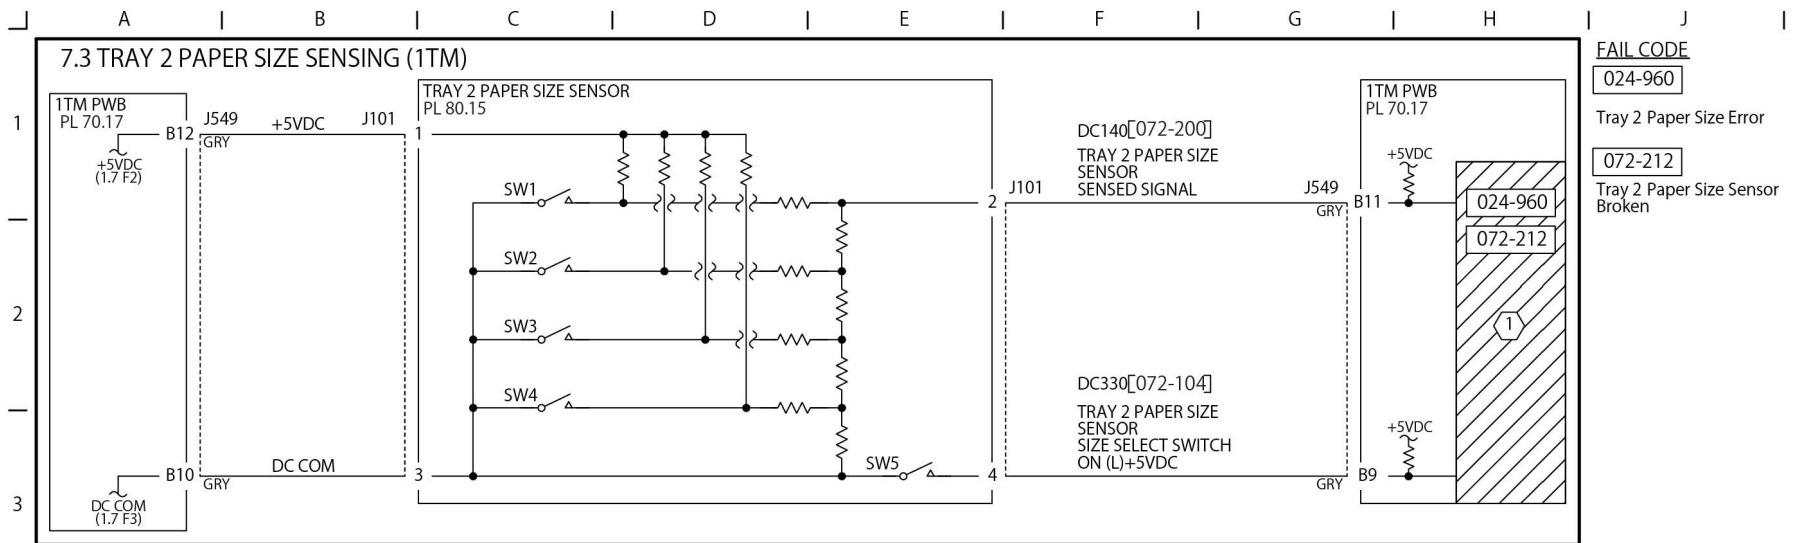 A B C D E F G H J
7.3 TRAY 2 PAPER SIZE SENSING (1TM)
FAIL CODE
024-960
Tray 2 Paper Size Error
072-212
Tray 2 Paper Size Sensor
Broken
1
2
3
1TM PWB
PL 70.17
B12
+5VDC
(1.7 F2)
B10
DC COM
(1.7 F3)
J549
GRY
+5VDC
J101
GRY
DC COM
TRAY 2 PAPER SIZE SENSOR
PL 80.15
1
SW1
SW2
SW3
SW4
3
SW5
2
4
DC140[072-200]
TRAY 2 PAPER SIZE
SENSOR
SENSED SIGNAL
J101
J549
GRY
DC330[072-104]
TRAY 2 PAPER SIZE
SENSOR
SIZE SELECT SWITCH
ON (L)+5VDC
GRY
1TM PWB
PL 70.17
+5VDC
B11
024-960
072-212
1
+5VDC
B9